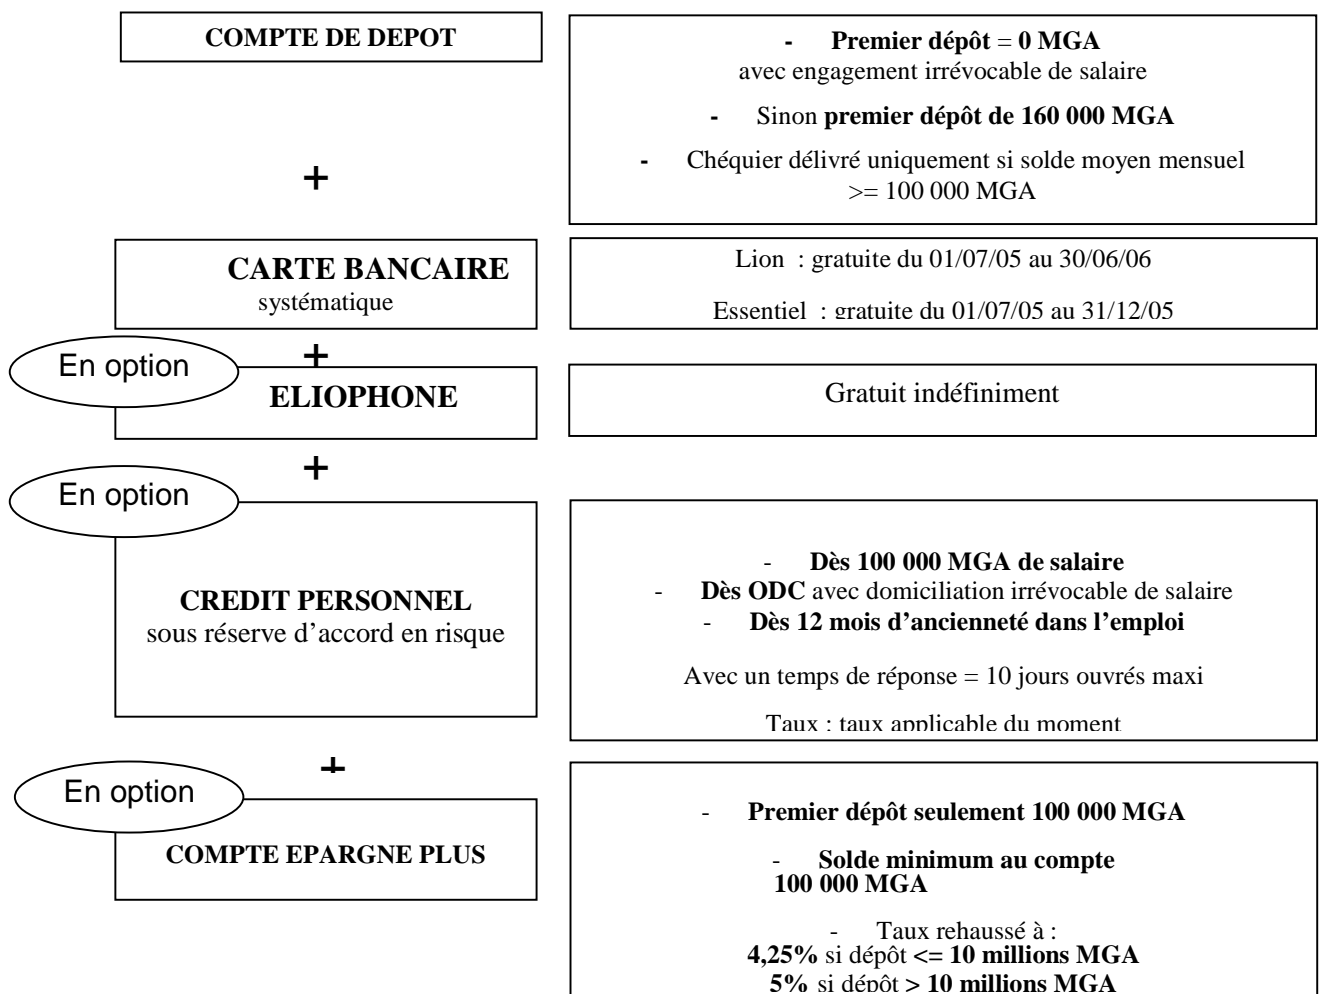 COMPTE DE DEPOT
- Premier dépôt = 0 MGA
avec engagement irrévocable de salaire
- Sinon premier dépôt de 160 000 MGA
- Chéquier délivré uniquement si solde moyen mensuel
>= 100 000 MGA
+
CARTE BANCAIRE
systématique
Lion : gratuite du 01/07/05 au 30/06/06
Essentiel : gratuite du 01/07/05 au 31/12/05
+
En option
ELIOPHONE
Gratuit indéfiniment
+
En option
CREDIT PERSONNEL
sous réserve d’accord en risque
- Dès 100 000 MGA de salaire
- Dès ODC avec domiciliation irrévocable de salaire
- Dès 12 mois d’ancienneté dans l’emploi
Avec un temps de réponse = 10 jours ouvrés maxi
Taux : taux applicable du moment
+
En option
COMPTE EPARGNE PLUS
- Premier dépôt seulement 100 000 MGA
- Solde minimum au compte
100 000 MGA
- Taux rehaussé à :
4,25% si dépôt <= 10 millions MGA
5% si dépôt > 10 millions MGA